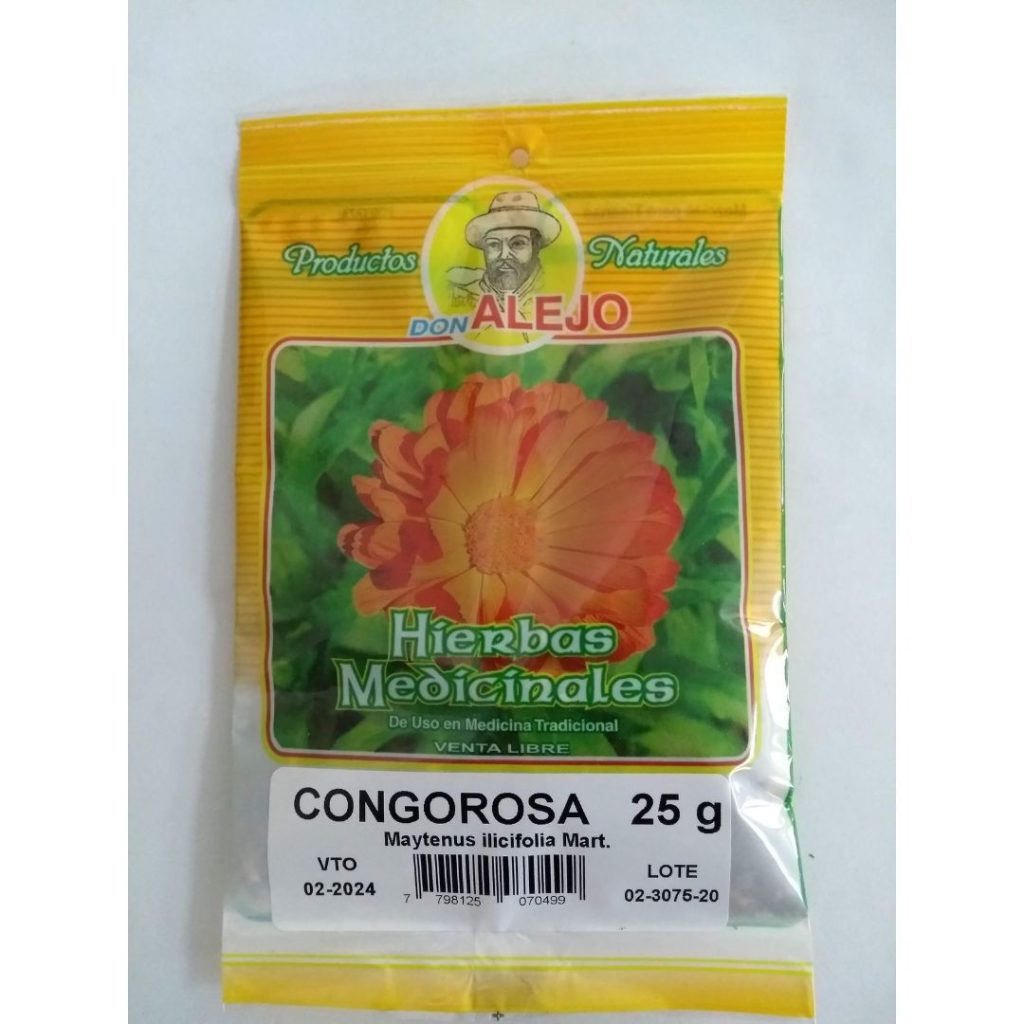 Productos Naturales
DON ALEJO
Hierbas
Medicinales
De Uso en Medicina Tradicional
VENTA LIBRE
CONGOROSA 25 g
Maytenus ilicifolia Mart.
VTO
02-2024
LOTE
02-3075-20
7 798125 070499